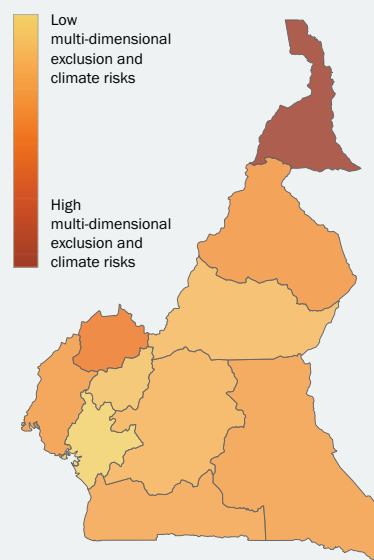 Low
multi-dimensional
exclusion and
climate risks
High
multi-dimensional
exclusion and
climate risks